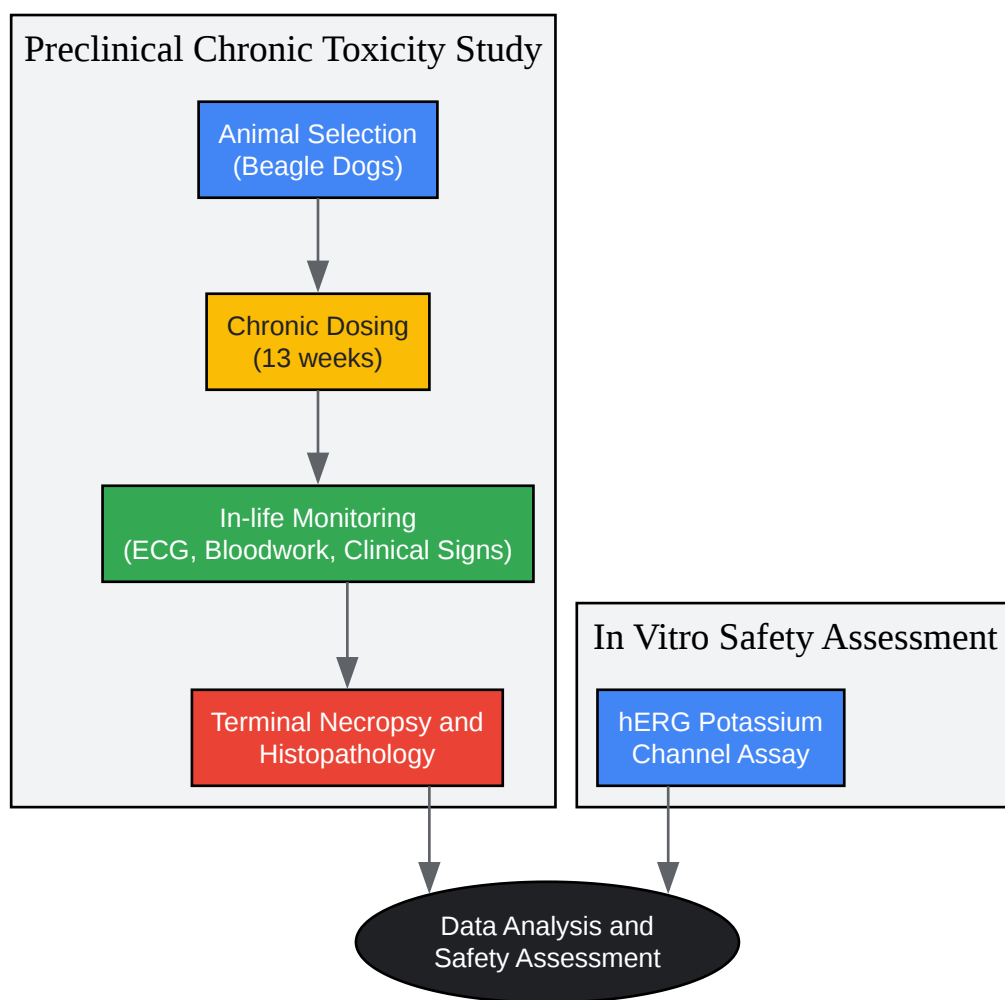 Preclinical Chronic Toxicity Study
Animal Selection
(Beagle Dogs)
Chronic Dosing
(13 weeks)
In-life Monitoring
(ECG, Bloodwork, Clinical Signs)
Terminal Necropsy and
Histopathology
In Vitro Safety Assessment
hERG Potassium
Channel Assay
Data Analysis and
Safety Assessment